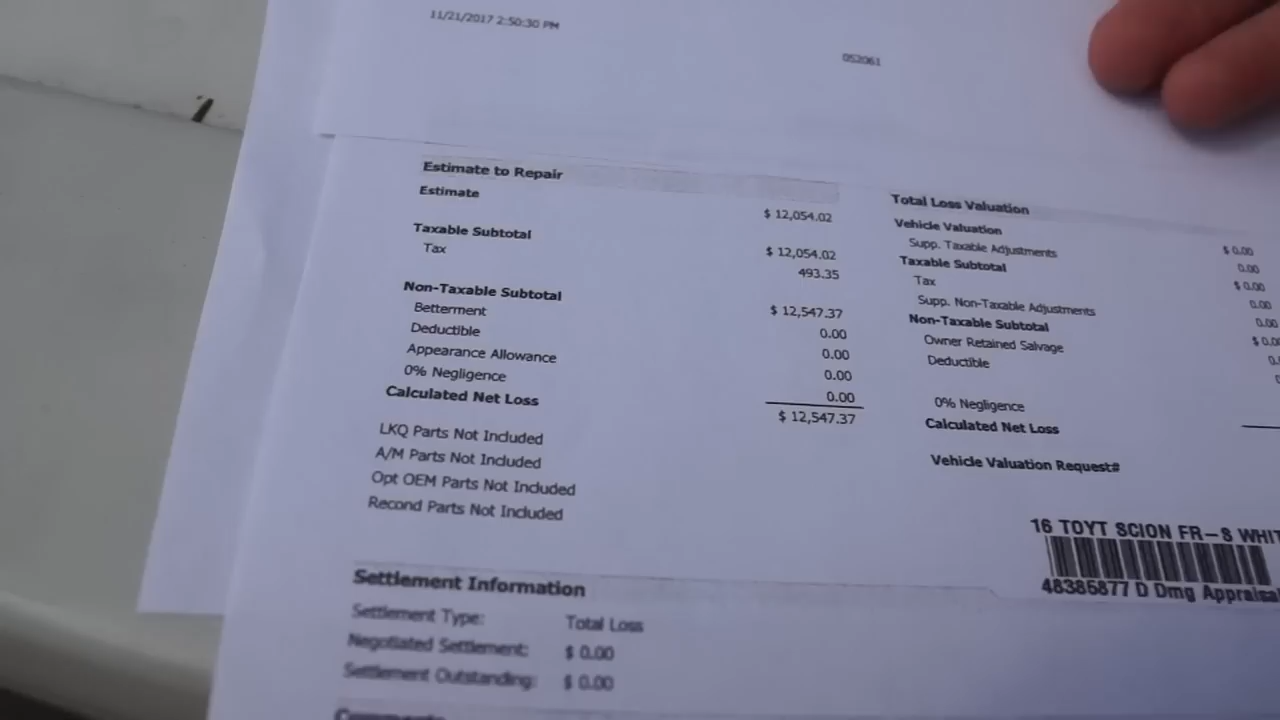 11/21/2017 2:50:30 PM
052061
Estimate to Repair
Estimate
$ 12,054.02
Taxable Subtotal
$ 12,054.02
Tax
493.35
Non-Taxable Subtotal
$ 12,547.37
Betterment
0.00
Deductible
0.00
Appearance Allowance
0.00
0% Negligence
0.00
Calculated Net Loss
$ 12,547.37
LKQ Parts Not Included
A/M Parts Not Included
Opt OEM Parts Not Included
Recond Parts Not Included
Total Loss Valuation
Vehicle Valuation
$ 0.00
Supp. Taxable Adjustments
0.00
Taxable Subtotal
$ 0.00
Tax
0.00
Supp. Non-Taxable Adjustments
0.00
Non-Taxable Subtotal
$ 0.0
Owner Retained Salvage
0.
Deductible
0% Negligence
Calculated Net Loss
Vehicle Valuation Request#
16 TOYT SCION FR-S WHIT
48385877 D Dmg Appraisa
Settlement Information
Settlement Type: Total Loss
Negotiated Settlement: $ 0.00
Settlement Outstanding: $ 0.00